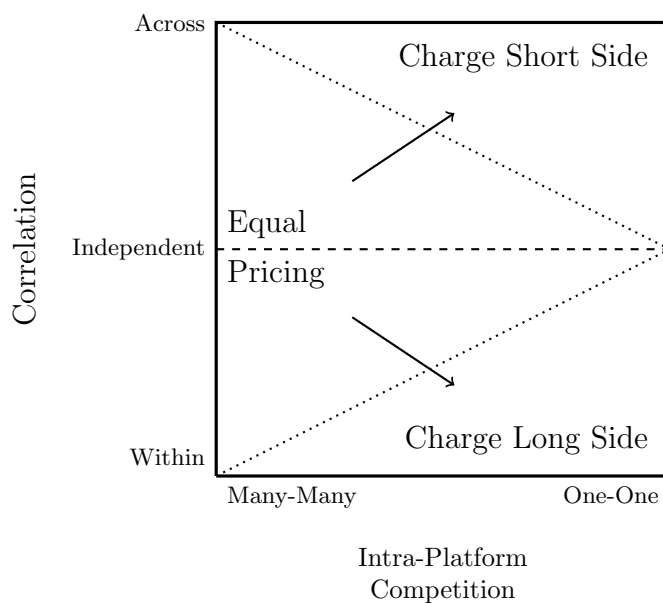 Across
Charge Short Side
Correlation
Equal
Independent
Pricing
Charge Long Side
Within
Many-Many
One-One
Intra-Platform
Competition